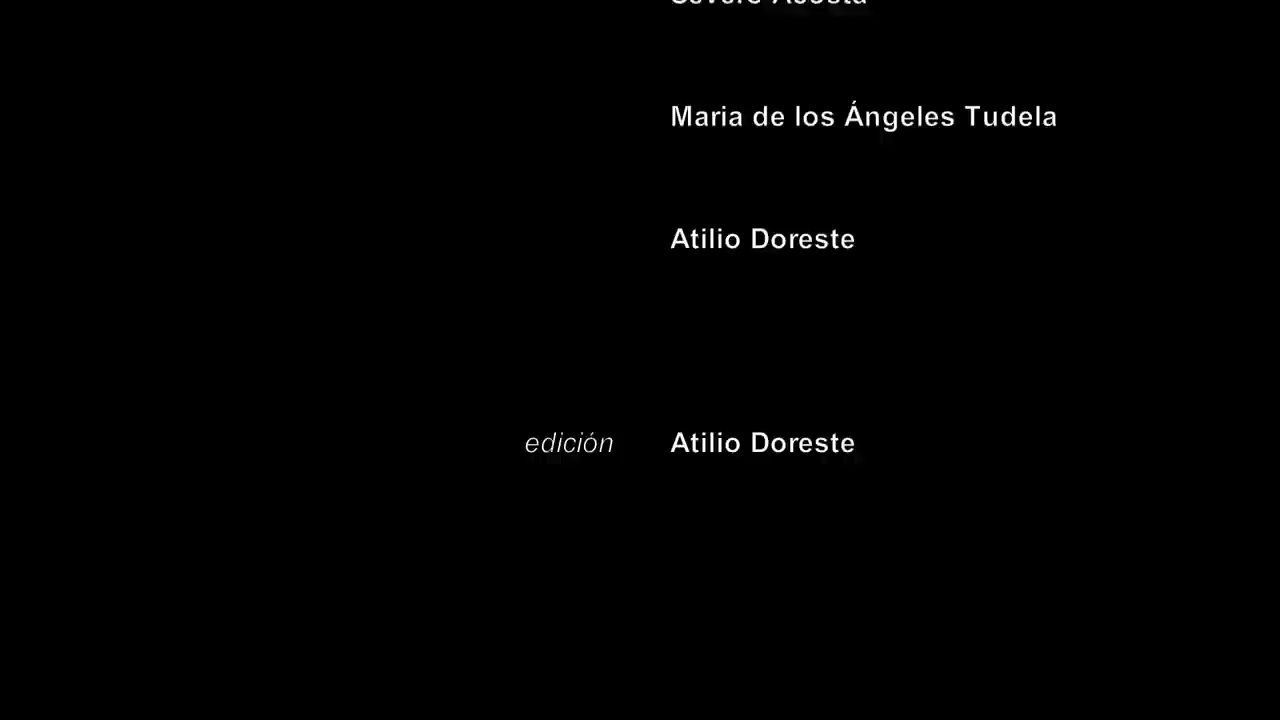 Maria de los Ángeles Tudela
Atilio Doreste
edición Atilio Doreste